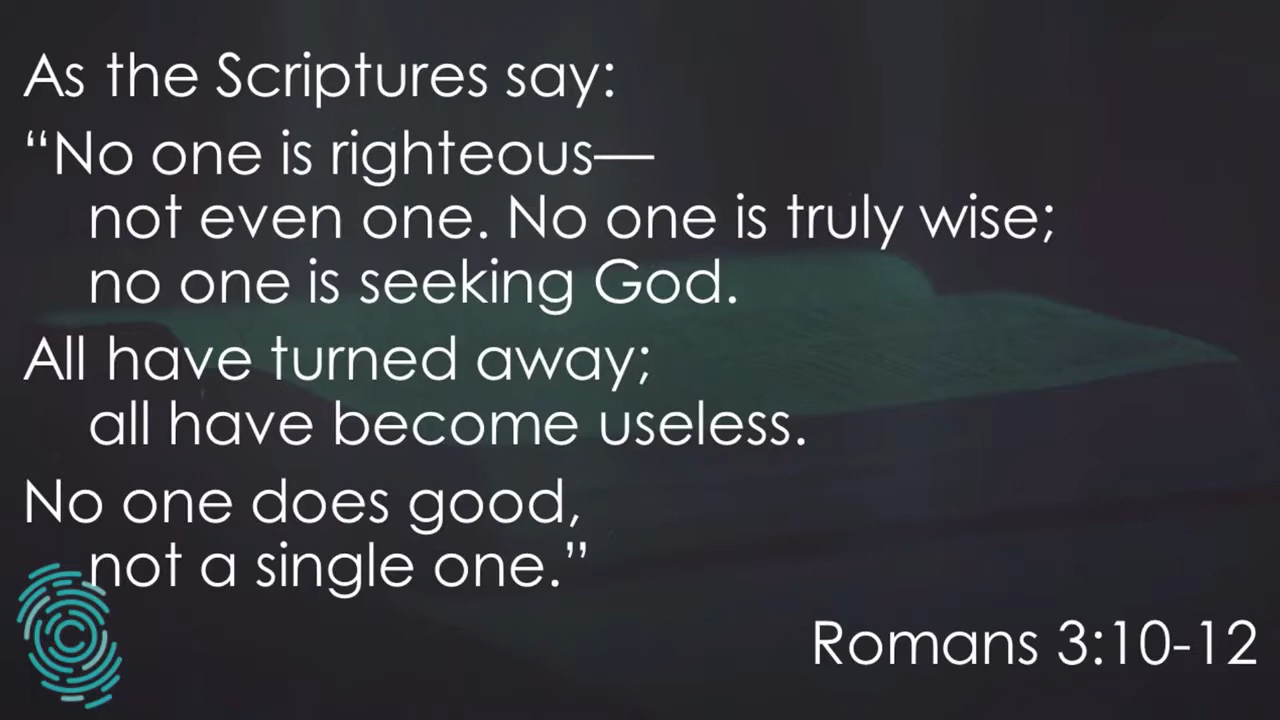 As the Scriptures say:
“No one is righteous—
not even one. No one is truly wise;
no one is seeking God.
All have turned away;
all have become useless.
No one does good,
not a single one.”
Romans 3:10-12